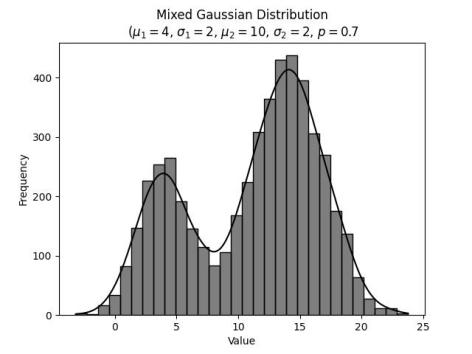 Mixed Gaussian Distribution
(μ₁ = 4, σ₁ = 2, μ₂ = 10, σ₂ = 2, p = 0.7
Frequency
400
300
200
100
0
0 5 10 15 20 25
Value